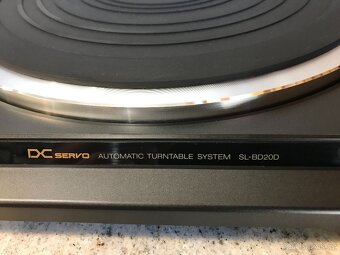 DC SERVO AUTOMATIC TURNTABLE SYSTEM SL-BD20D